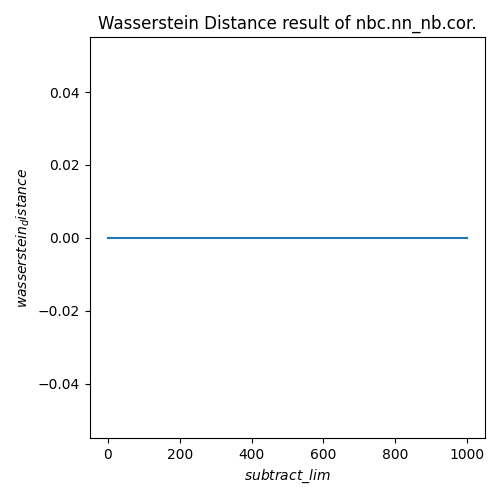 Wasserstein Distance result of nbc.nn_nb.cor.
0.04
0.02
0.00
−0.02
−0.04
wasserstein_distance
0 200 400 600 800 1000
subtract_lim